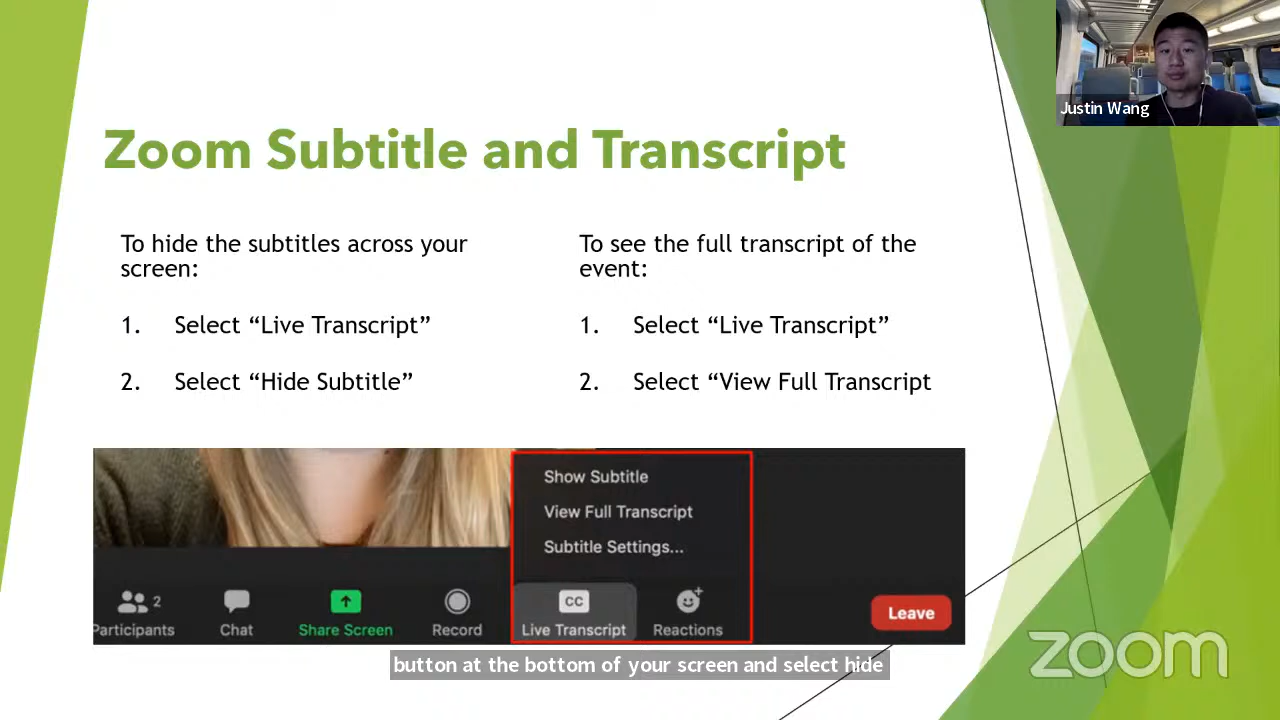 Justin Wang
Zoom Subtitle and Transcript
To hide the subtitles across your
screen:
1. Select “Live Transcript”
2. Select “Hide Subtitle”
To see the full transcript of the
event:
1. Select “Live Transcript”
2. Select “View Full Transcript
Show Subtitle
View Full Transcript
Subtitle Settings...
Participants 2
Chat
Share Screen
Record
CC
Live Transcript
Reactions
Leave
button at the bottom of your screen and select hide
zoom